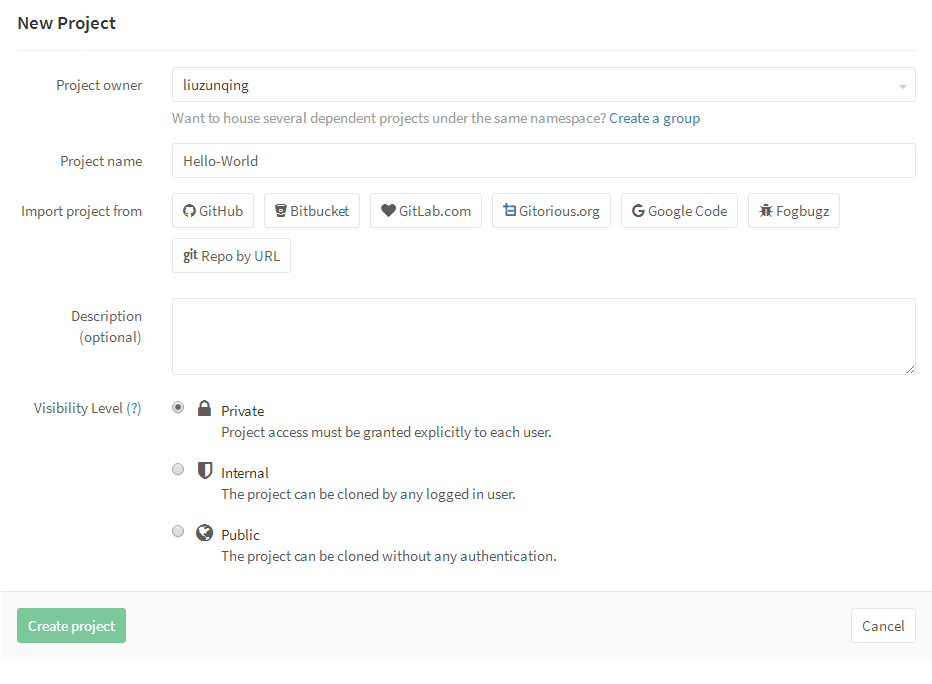 New Project
Project owner
liuzunqing
Want to house several dependent projects under the same namespace? Create a group
Project name
Hello-World
Import project from
GitHub Bitbucket GitLab.com Gitorious.org Google Code Fogbugz
git Repo by URL
Description
(optional)
Visibility Level (?)
Private
Project access must be granted explicitly to each user.
Internal
The project can be cloned by any logged in user.
Public
The project can be cloned without any authentication.
Create project
Cancel